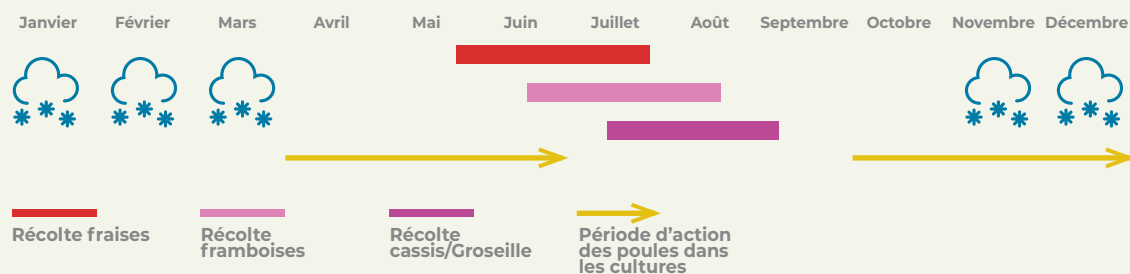 Janvier Février Mars Avril Mai Juin Juillet Août Septembre Octobre Novembre Décembre
Récolte fraises
Récolte
framboises
Récolte
cassis/Groseille
Période d’action
des poules dans
les cultures